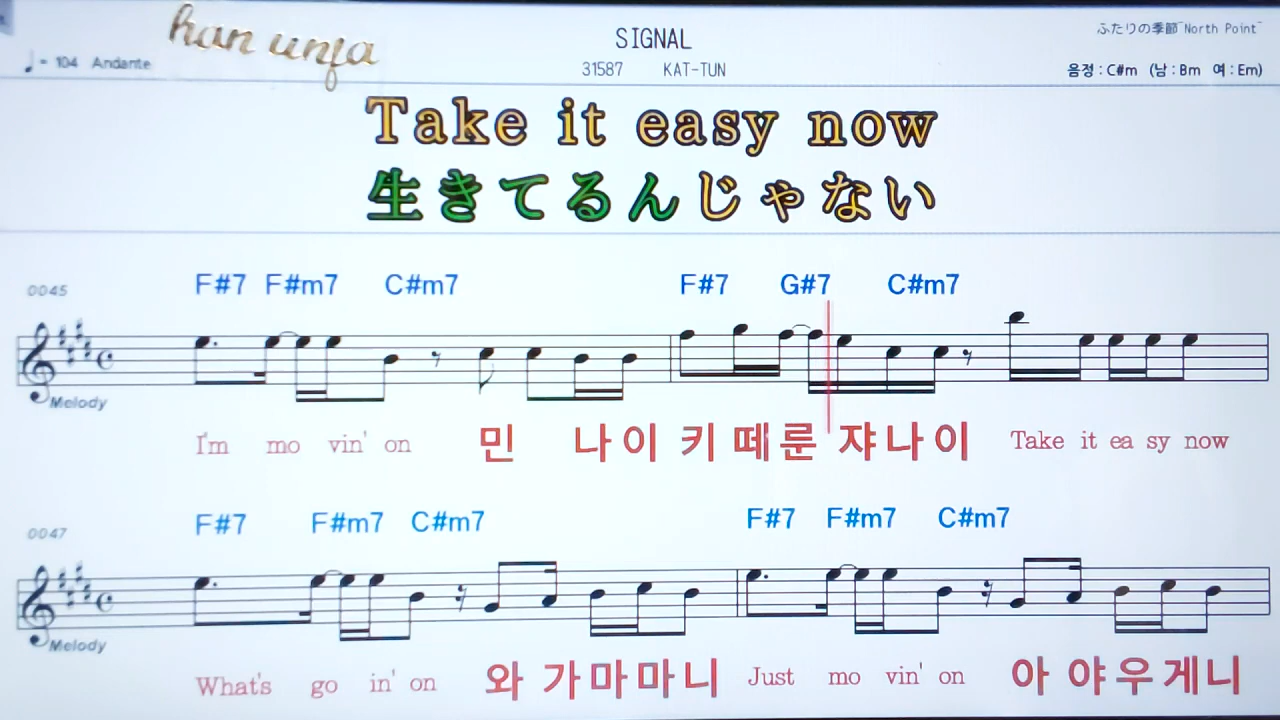 han unfa
SIGNAL
ふたりの季節~North Point~
♩= 104 Andante
31587 KAT-TUN
음정 : C#m (남 : Bm 여 : Em)
Take it easy now
生きてるんじゃない
0045 F#7 F#m7 C#m7 F#7 G#7 C#m7
Melody
I'm mo vin' on 민 나이 키 떼룬 쟈나이 Take it ea sy now
0047 F#7 F#m7 C#m7 F#7 F#m7 C#m7
Melody
What's go in' on 와 가마마니 Just mo vin' on 아 야우게니